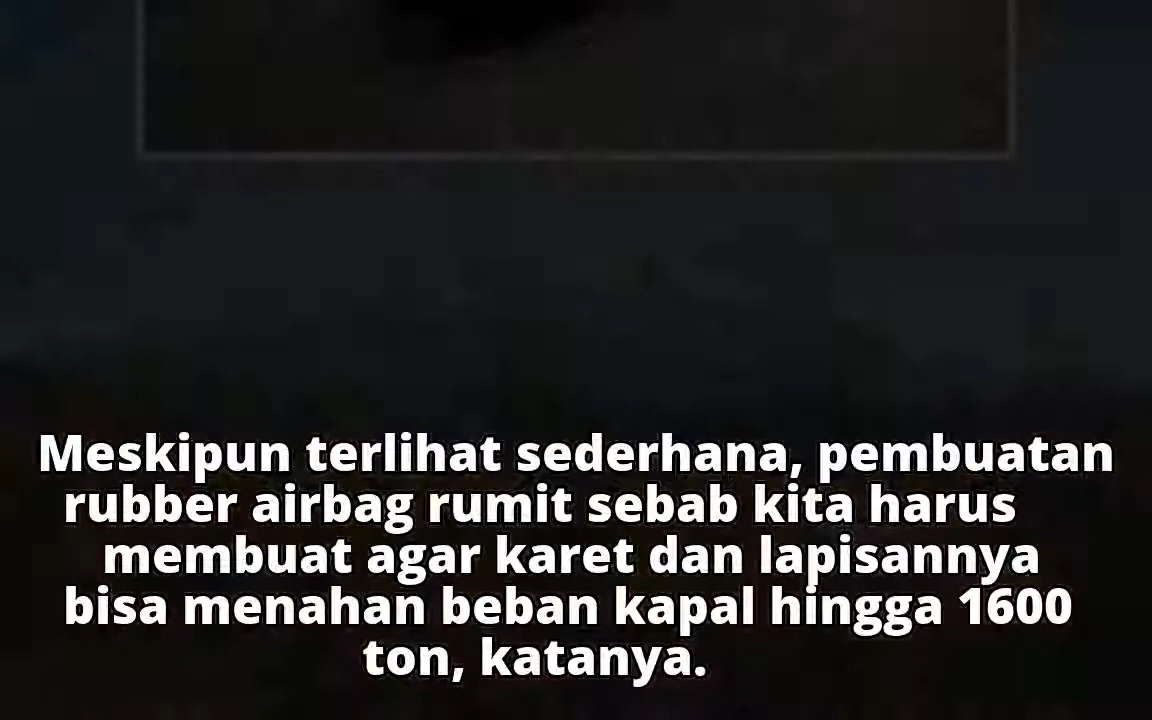 Meskipun terlihat sederhana, pembuatan
rubber airbag rumit sebab kita harus
membuat agar karet dan lapisannya
bisa menahan beban kapal hingga 1600
ton, katanya.